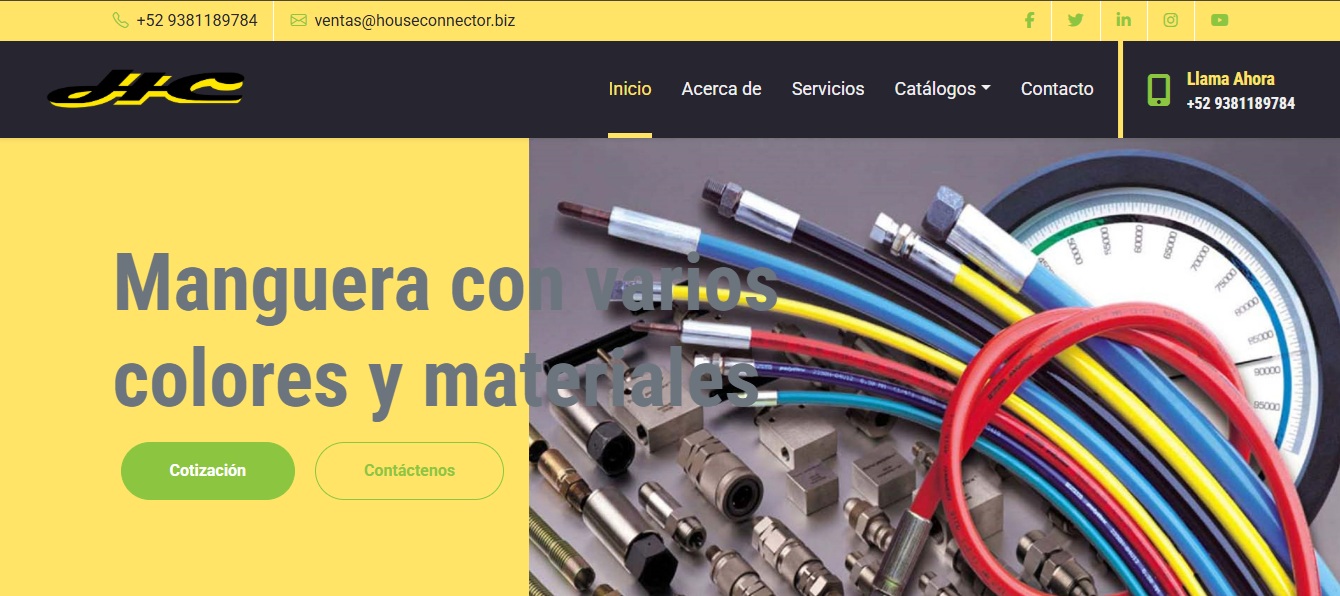 +52 9381189784
ventas@houseconnector.biz
Inicio
Acerca de
Servicios
Catálogos
Contacto
Llama Ahora
+52 9381189784
Manguera con varios
colores y materiales
Cotización
Contáctenos
50000
55000
60000
65000
70000
75000
80000
85000
90000
95000